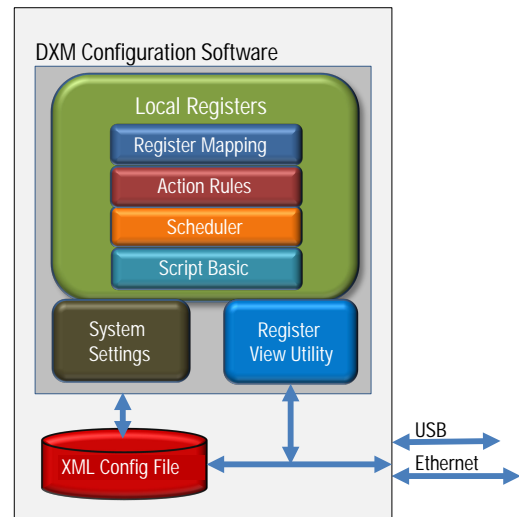 DXM Configuration Software
Local Registers
Register Mapping
Action Rules
Scheduler
Script Basic
System
Settings
Register
View Utility
XML Config File
USB
Ethernet